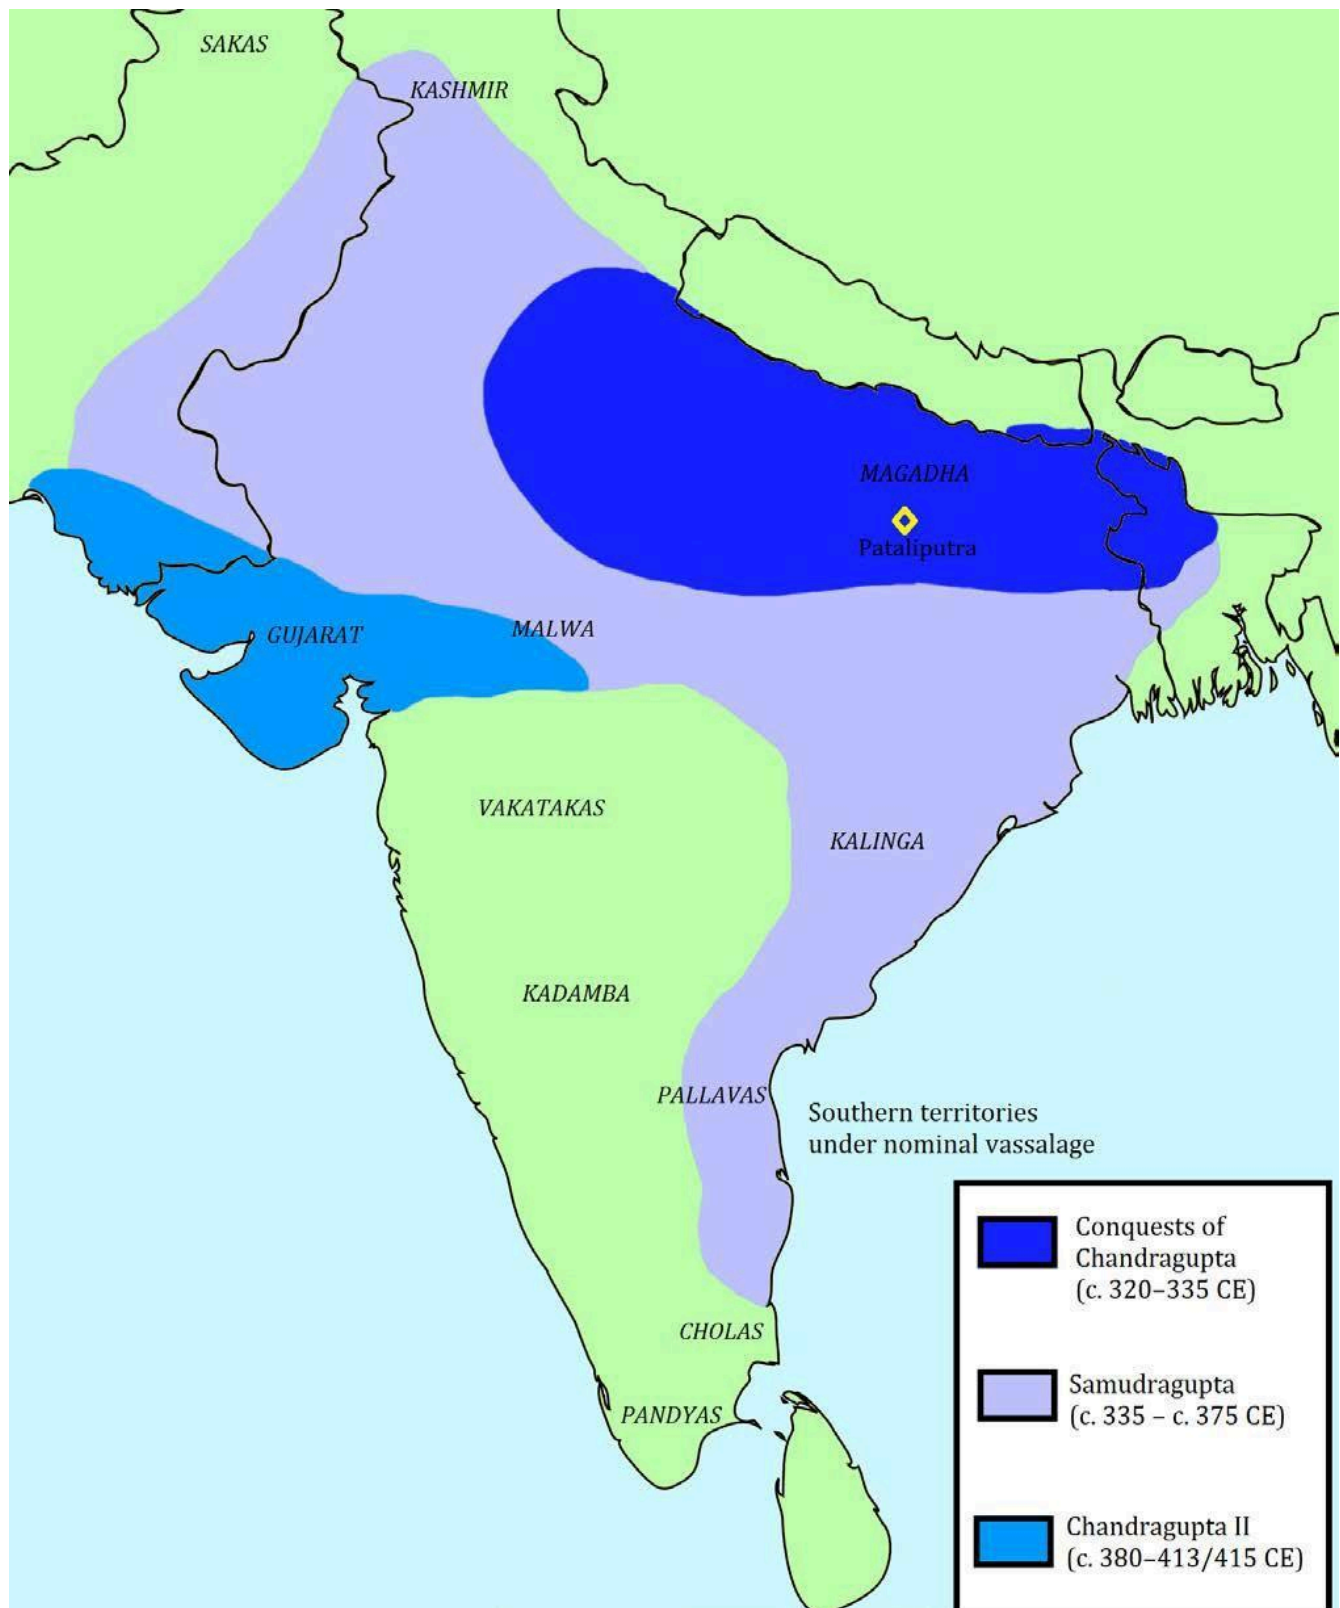 SAKAS
KASHMIR
MAGADHA
Pataliputra
GUJARAT
MALWA
VAKATAKAS
KALINGA
KADAMBA
PALLAVAS
Southern territories
under nominal vassalage
CHOLAS
PANDYAS
Conquests of
Chandragupta
(c. 320–335 CE)
Samudragupta
(c. 335 – c. 375 CE)
Chandragupta II
(c. 380–413/415 CE)